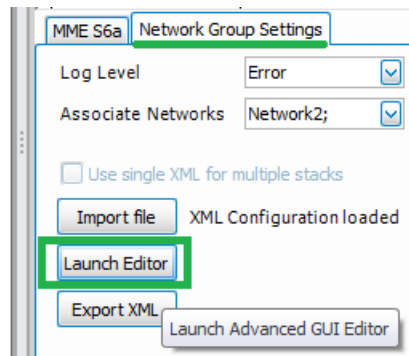 MME S6a Network Group Settings
Log Level Error
Associate Networks Network2;
Use single XML for multiple stacks
Import file XML Configuration loaded
Launch Editor
Export XML
Launch Advanced GUI Editor